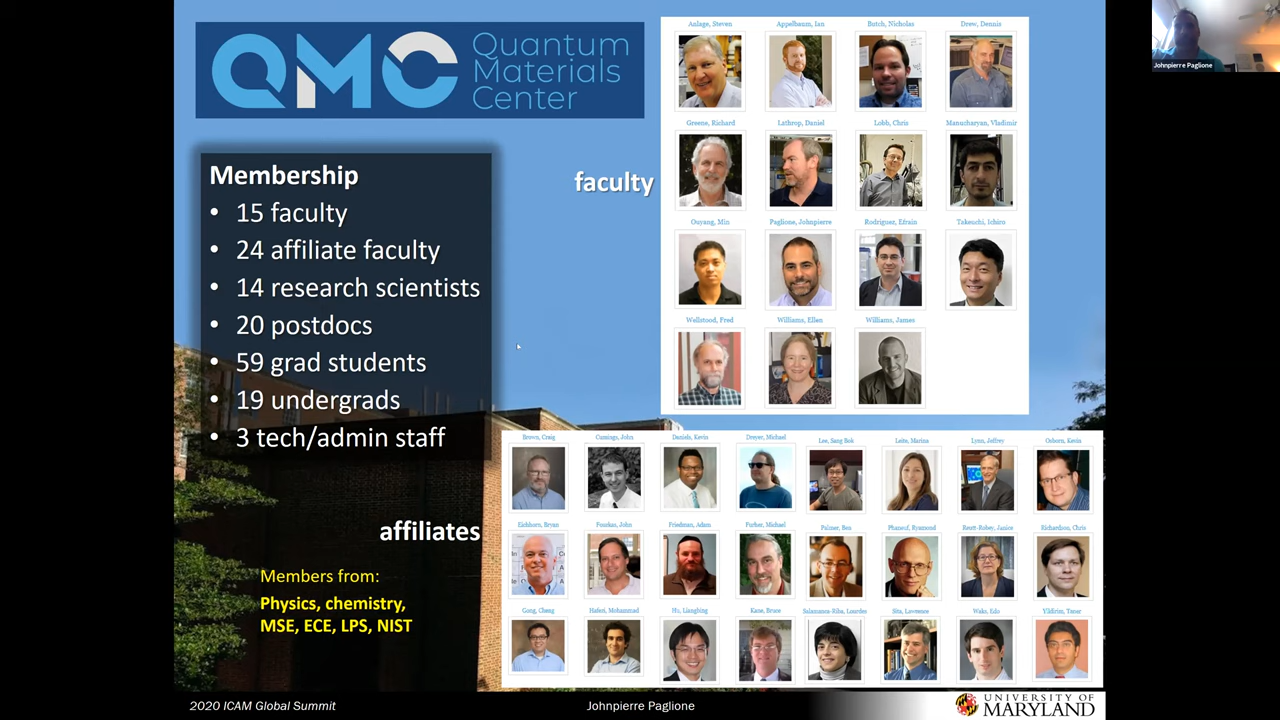 QMC Quantum
Materials
Center
Membership
• 15 faculty
• 24 affiliate faculty
• 14 research scientists
• 20 postdocs
• 59 grad students
• 19 undergrads
• 3 tech/admin staff
faculty
Anlage, Steven Appelbaum, Ian Butch, Nicholas Drew, Dennis
Greene, Richard Lathrop, Daniel Lobb, Chris Manucharyan, Vladimir
Ouyang, Min Paglione, Johnpierre Rodriguez, Efrain Takeuchi, Ichiro
Wellstood, Fred Williams, Ellen Williams, James
affiliates
Brown, Craig Cumings, John Daniels, Kevin Dreyer, Michael Lee, Sang Bok Leite, Marina Lynn, Jeffrey Osborn, Kevin
Eichhorn, Bryan Fourkas, John Friedman, Adam Fuhrer, Michael Palmer, Ben Phaneuf, Raymond Reutt-Robey, Janice Richardson, Chris
Gong, Cheng Hafezi, Mohammad Hu, Liangbing Kane, Bruce Salamanca-Riba, Lourdes Sita, Lawrence Waks, Edo Yildirim, Taner
Members from:
Physics, chemistry,
MSE, ECE, LPS, NIST
2020 ICAM Global Summit
Johnpierre Paglione
UNIVERSITY OF
MARYLAND
Johnpierre Paglione